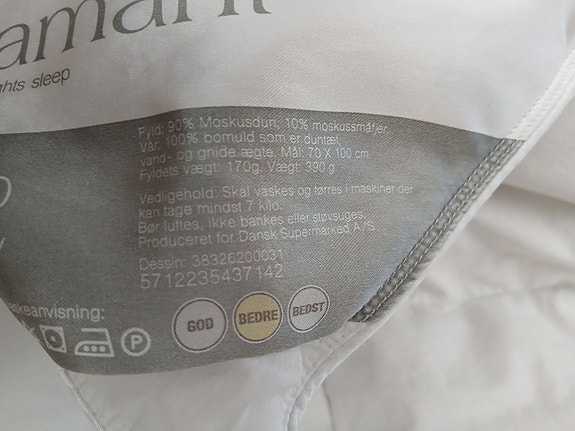 amarit
ghts sleep
Fyld: 90% Moskusdun, 10% moskussmåfjer.
Vår: 100% bomuld som er duntæt,
vand- og gnide ægte. Mål: 70 X 100 cm.
Fyldets vægt: 170g. Vægt: 390 g
Vedligehold: Skal vaskes og tørres i maskiner der
kan tage mindst 7 kilo.
Bør luftes, ikke bankes eller støvsuges.
Produceret for Dansk Supermarked A/S
Dessin: 38326200031
5712235437142
skeanvisning:
P
GOD
BEDRE
BEDST